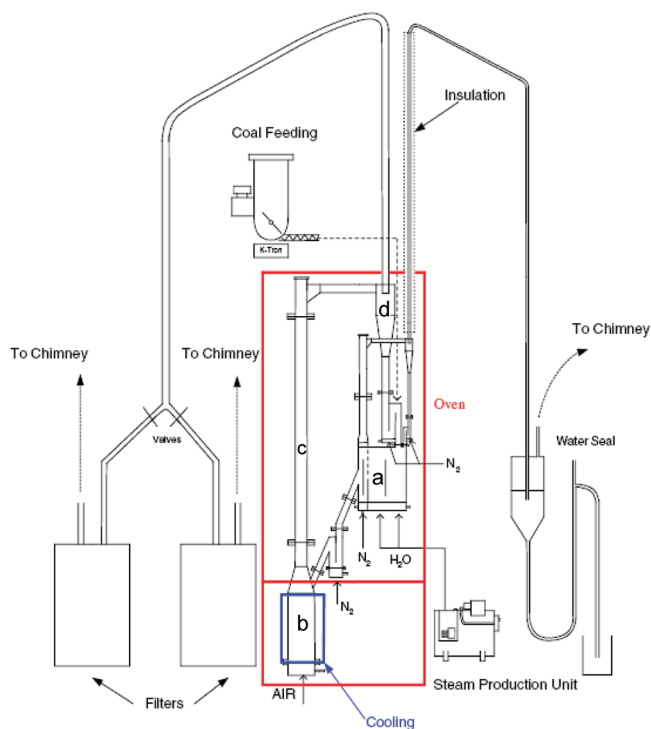 Insulation
Coal Feeding
K-Tron
d
To Chimney
To Chimney
To Chimney
Oven
Valves
Water Seal
c
N2
a
N2
H2O
N2
b
AIR
Steam Production Unit
Filters
Cooling